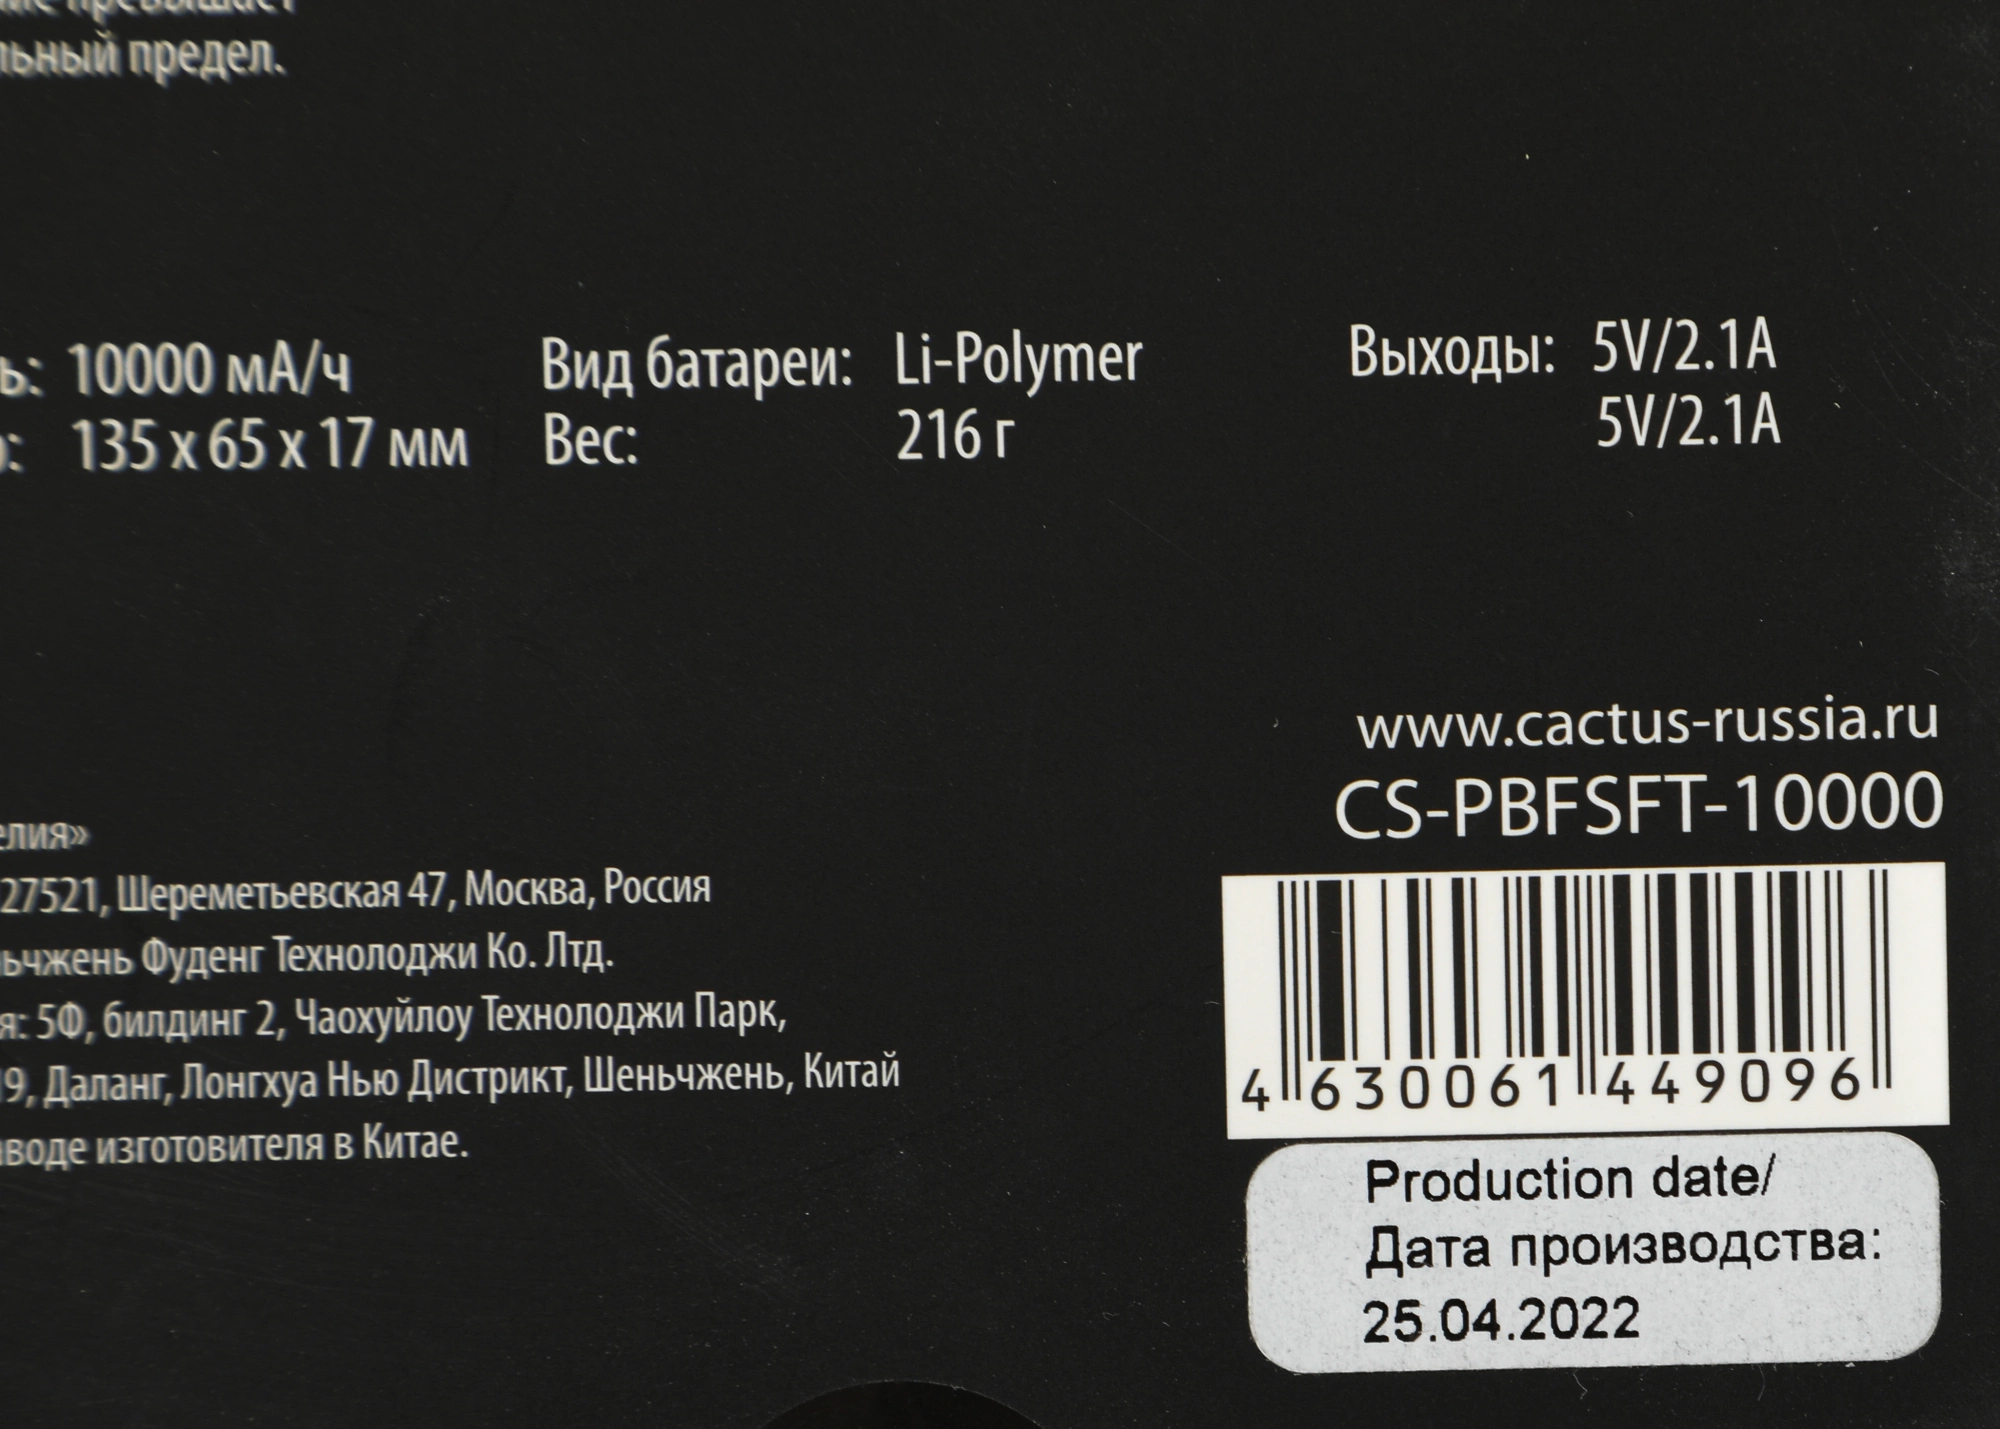 превышает
льный предел.
ь: 10000 мА/ч
135 x 65 x 17 мм
Вид батареи: Li-Polymer
Вес: 216 г
Выходы: 5V/2.1A
5V/2.1A
www.cactus-russia.ru
CS-PBFSFT-10000
4 630061 449096
Production date/
Дата производства:
25.04.2022
елия»
27521, Шереметьевская 47, Москва, Россия
ьчжень Фуденг Технолоджи Ко. Лтд.
я: 5Ф, билдинг 2, Чаохуйлоу Технолоджи Парк,
19, Даланг, Лонгхуа Нью Дистрикт, Шеньчжень, Китай
аводе изготовителя в Китае.